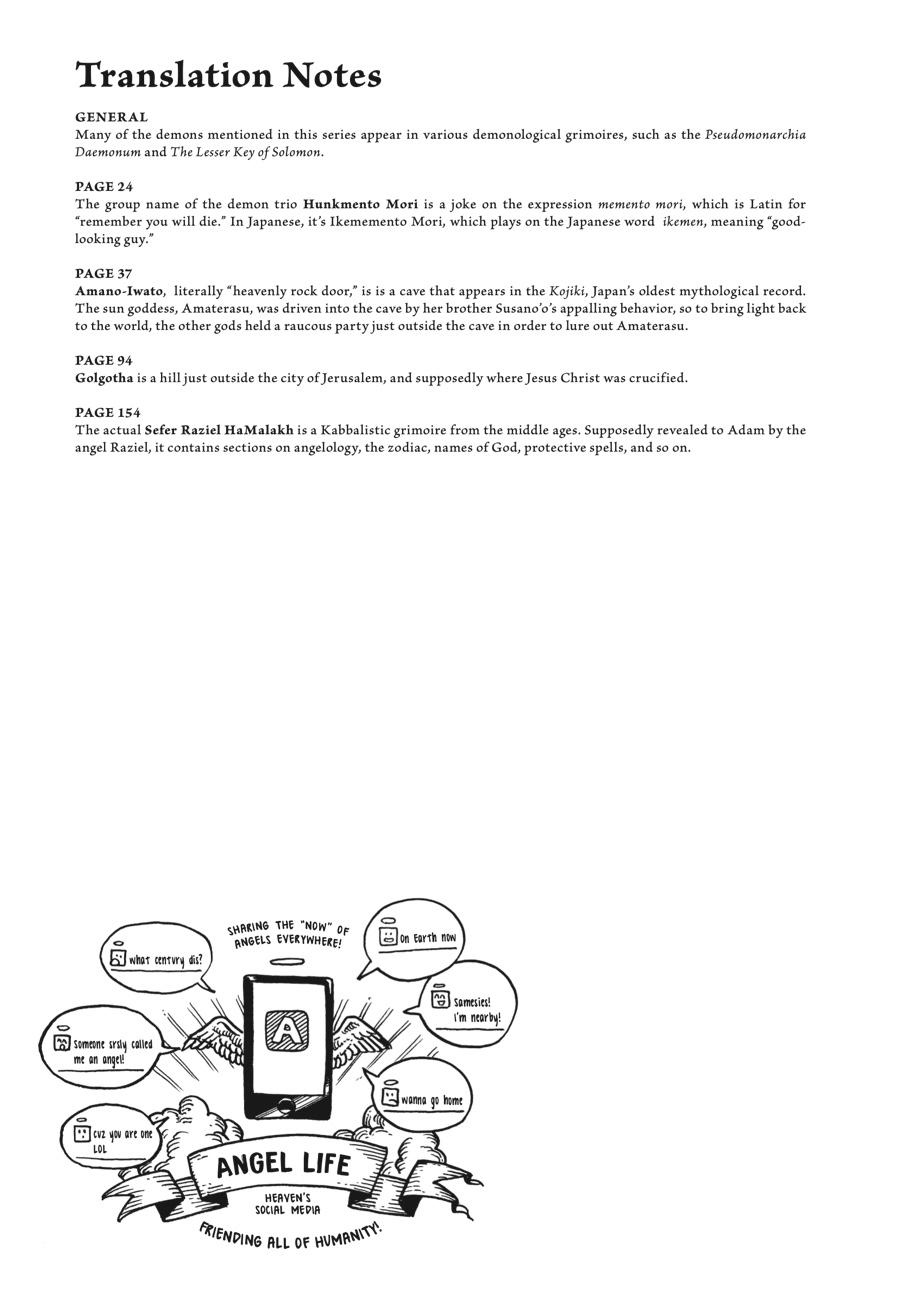 Translation Notes
GENERAL
Many of the demons mentioned in this series appear in various demonological grimoires, such as the Pseudomonarchia
Daemonum and The Lesser Key of Solomon.
PAGE 24
The group name of the demon trio Hunkmento Mori is a joke on the expression memento mori, which is Latin for
“remember you will die.” In Japanese, it’s Ikememento Mori, which plays on the Japanese word ikemen, meaning “good-
looking guy.”
PAGE 37
Amano-Iwato, literally “heavenly rock door,” is is a cave that appears in the Kojiki, Japan’s oldest mythological record.
The sun goddess, Amaterasu, was driven into the cave by her brother Susano’o’s appalling behavior, so to bring light back
to the world, the other gods held a raucous party just outside the cave in order to lure out Amaterasu.
PAGE 94
Golgotha is a hill just outside the city of Jerusalem, and supposedly where Jesus Christ was crucified.
PAGE 154
The actual Sefer Raziel HaMalakh is a Kabbalistic grimoire from the middle ages. Supposedly revealed to Adam by the
angel Raziel, it contains sections on angelology, the zodiac, names of God, protective spells, and so on.
SHARING THE "NOW" OF
ANGELS EVERYWHERE!
on Earth now
what century dis?
Samesies!
I'm nearby!
A
Someone srsly called
me an angel!
wanna go home
cuz you are one
LOL
ANGEL LIFE
HEAVEN'S
SOCIAL MEDIA
FRIENDING ALL OF HUMANITY!